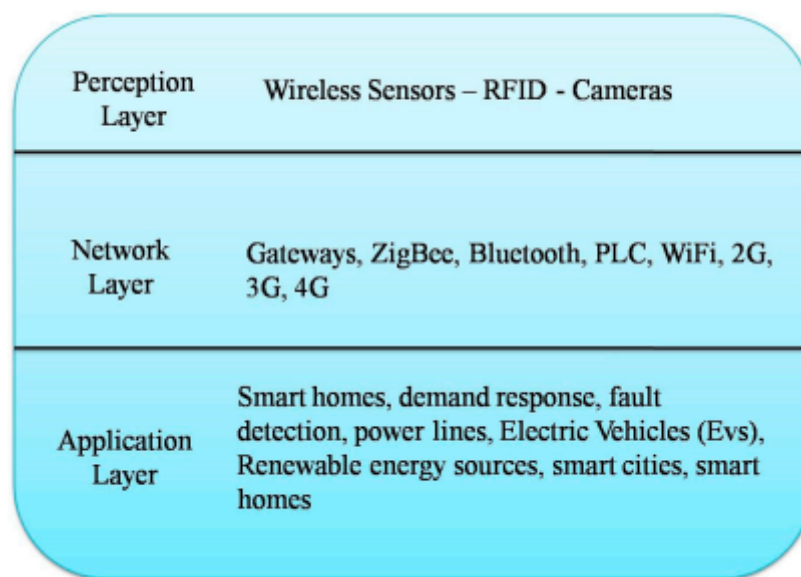 Perception
Layer
Wireless Sensors – RFID - Cameras
Network
Layer
Gateways, ZigBee, Bluetooth, PLC, WiFi, 2G,
3G, 4G
Application
Layer
Smart homes, demand response, fault
detection, power lines, Electric Vehicles (Evs),
Renewable energy sources, smart cities, smart
homes